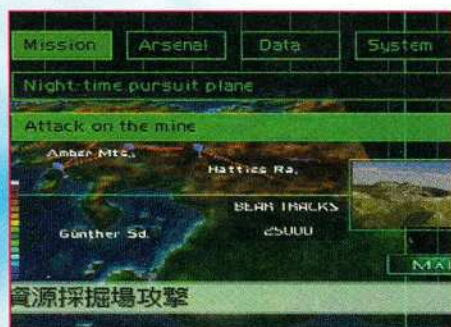 Mission Arsenal Data System
Night-time pursuit plane
Attack on the mine
Amber Mts.
Hatties Ra.
BEAR TRACKS
Günther Sd. 25000
資源採掘場攻撃